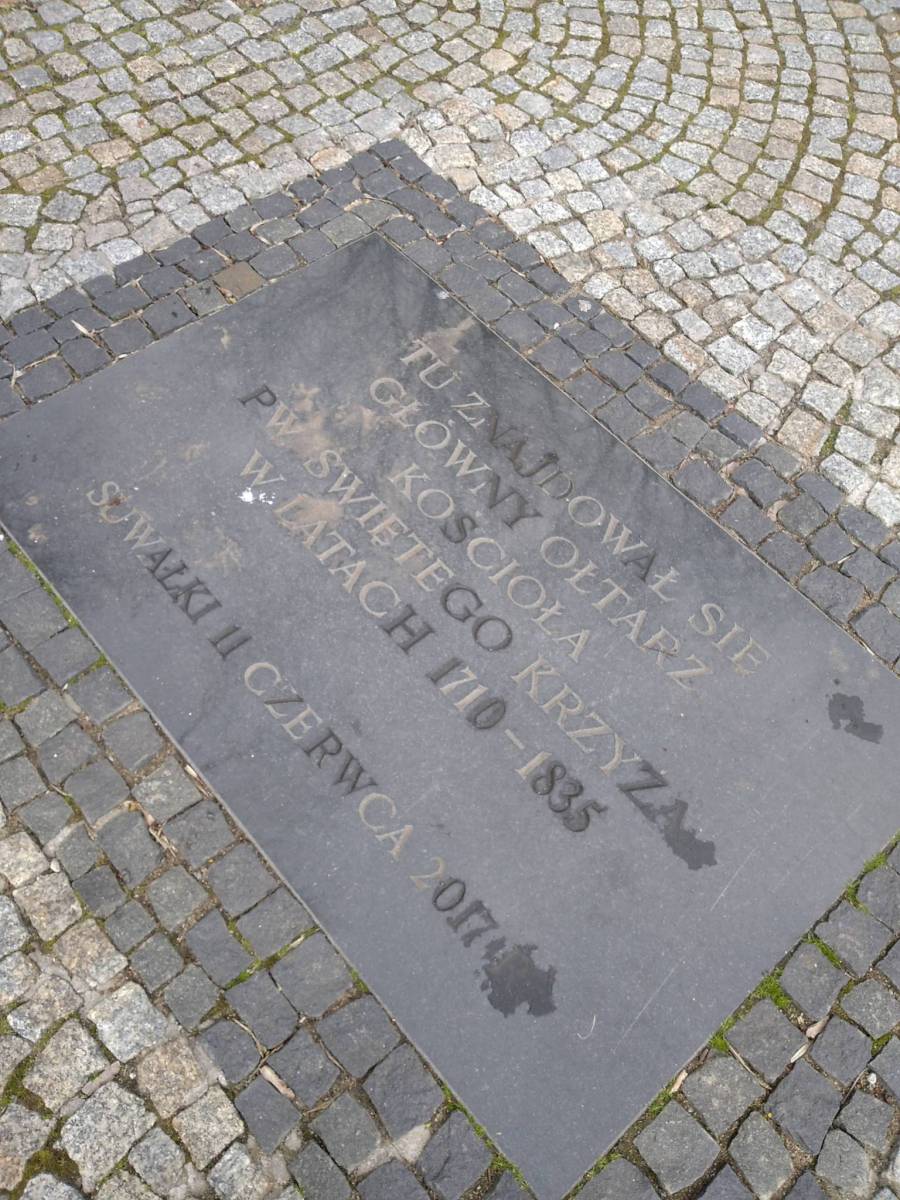 TU ZNAJDOWAŁ SIĘ
GŁÓWNY OŁTARZ
KOŚCIOŁA
PW ŚWIĘTEGO KRZYŻA
W LATACH 1710 - 1835
SUWAŁKI 11 CZERWCA 2017